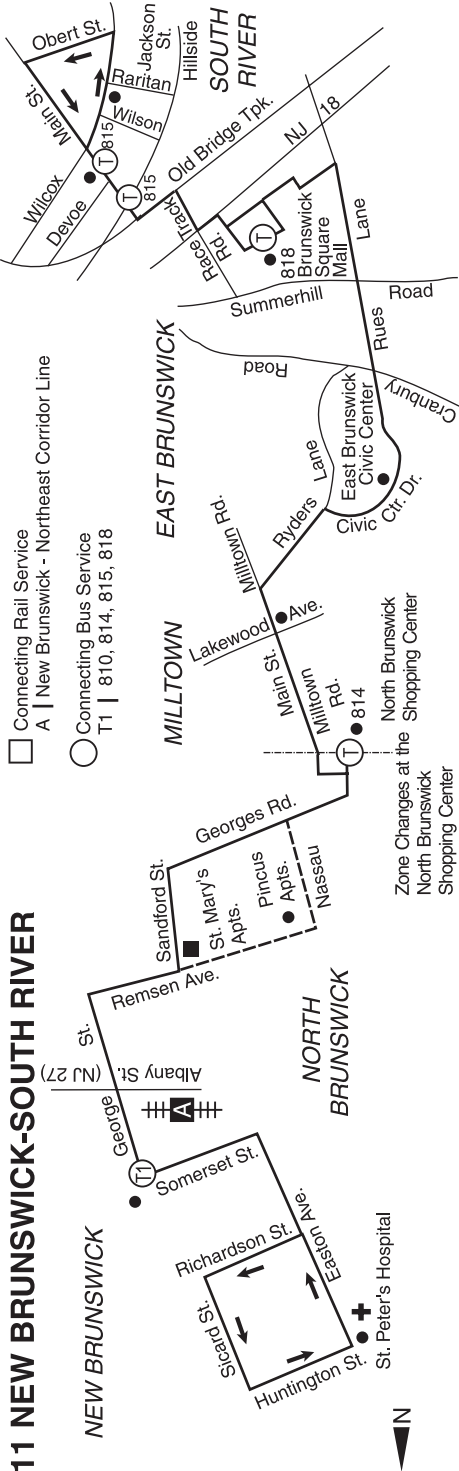 11 NEW BRUNSWICK-SOUTH RIVER
Connecting Rail Service
A | New Brunswick - Northeast Corridor Line
Connecting Bus Service
T1 | 810, 814, 815, 818
NEW BRUNSWICK
Sicard St.
Richardson St.
Huntington St.
Easton Ave.
St. Peter's Hospital
N
Somerset St.
T1
George
St.
A
Albany St. (NJ 27)
Remsen Ave.
Sandford St.
St. Mary's
Apts.
Pincus
Apts.
Nassau
Georges Rd.
NORTH
BRUNSWICK
Zone Changes at the
North Brunswick
Shopping Center
T
814
North Brunswick
Shopping Center
Milltown
Rd.
Main St.
MILLTOWN
Lakewood
Ave.
Milltown Rd.
Ryders
Lane
Civic
Ctr. Dr.
East Brunswick
Civic Center
EAST BRUNSWICK
Cranbury
Road
Rues
Lane
Summerhill
Road
T
818
Brunswick
Square
Mall
Race Track
Rd.
NJ
18
Old Bridge Tpk.
T
815
T
815
Wilcox
Devoe
Main St.
Obert St.
Wilson
Raritan
Jackson
St.
Hillside
SOUTH
RIVER